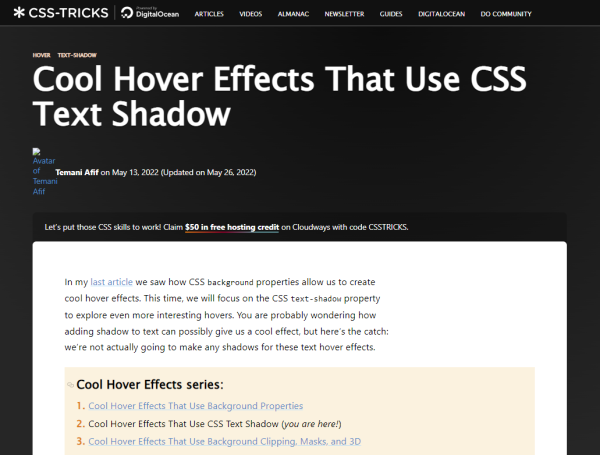 CSS-TRICKS Powered by DigitalOcean ARTICLES VIDEOS ALMANAC NEWSLETTER GUIDES DIGITALOCEAN DO COMMUNITY
HOVER TEXT-SHADOW
Cool Hover Effects That Use CSS
Text Shadow
Avatar
of
Temani
Afif
Temani Afif on May 13, 2022 (Updated on May 26, 2022)
Let's put those CSS skills to work! Claim $50 in free hosting credit on Cloudways with code CSSTRICKS.
In my last article we saw how CSS background properties allow us to create
cool hover effects. This time, we will focus on the CSS text-shadow property
to explore even more interesting hovers. You are probably wondering how
adding shadow to text can possibly give us a cool effect, but here's the catch:
we're not actually going to make any shadows for these text hover effects.
Cool Hover Effects series:
1. Cool Hover Effects That Use Background Properties
2. Cool Hover Effects That Use CSS Text Shadow (you are here!)
3. Cool Hover Effects That Use Background Clipping, Masks, and 3D